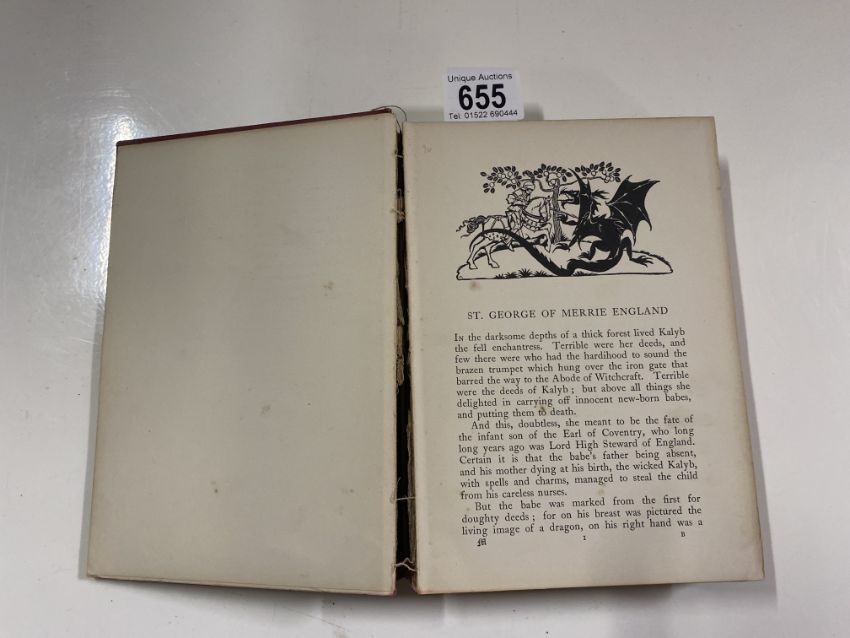 Unique Auctions
655
Tel: 01522 690444
ST. GEORGE OF MERRIE ENGLAND
IN the darksome depths of a thick forest lived Kalyb
the fell enchantress. Terrible were her deeds, and
few there were who had the hardihood to sound the
brazen trumpet which hung over the iron gate that
barred the way to the Abode of Witchcraft. Terrible
were the deeds of Kalyb; but above all things she
delighted in carrying off innocent new-born babes,
and putting them to death.
And this, doubtless, she meant to be the fate of
the infant son of the Earl of Coventry, who long
long years ago was Lord High Steward of England.
Certain it is that the babe's father being absent,
and his mother dying at his birth, the wicked Kalyb,
with spells and charms, managed to steal the child
from his careless nurses.
But the babe was marked from the first for
doughty deeds; for on his breast was pictured the
living image of a dragon, on his right hand was a
M 1 B